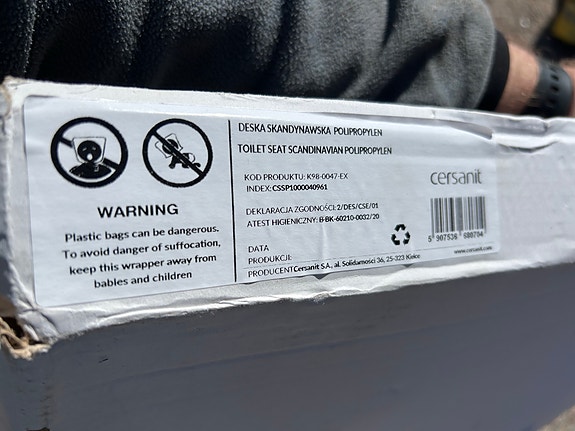 WARNING
Plastic bags can be dangerous.
To avoid danger of suffocation,
keep this wrapper away from
babies and children
DESKA SKANDYNAWSKA POLIPROPYLEN
TOILET SEAT SCANDINAVIAN POLIPROPYLEN
KOD PRODUKTU: K98-0047-EX
INDEX: CSSP1000040961
DEKLARACJA ZGODNOŚCI: 2/DES/CSE/01
ATEST HIGIENICZNY: B-BK-60210-0032/20
DATA
PRODUKCJI:
PRODUCENT Cersanit S.A., al. Solidarności 36, 25-323 Kielce
cersanit
5 907536 680704
www.cersanit.com